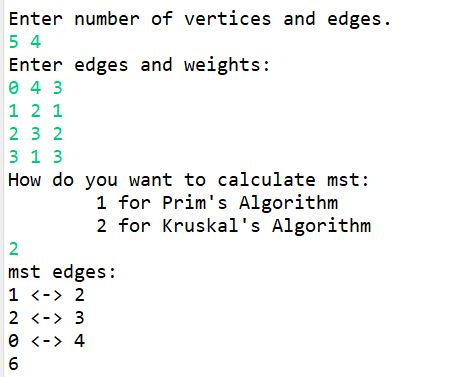 Enter number of vertices and edges.
5 4
Enter edges and weights:
0 4 3
1 2 1
2 3 2
3 1 3
How do you want to calculate mst:
1 for Prim's Algorithm
2 for Kruskal's Algorithm
2
mst edges:
1 <-> 2
2 <-> 3
0 <-> 4
6